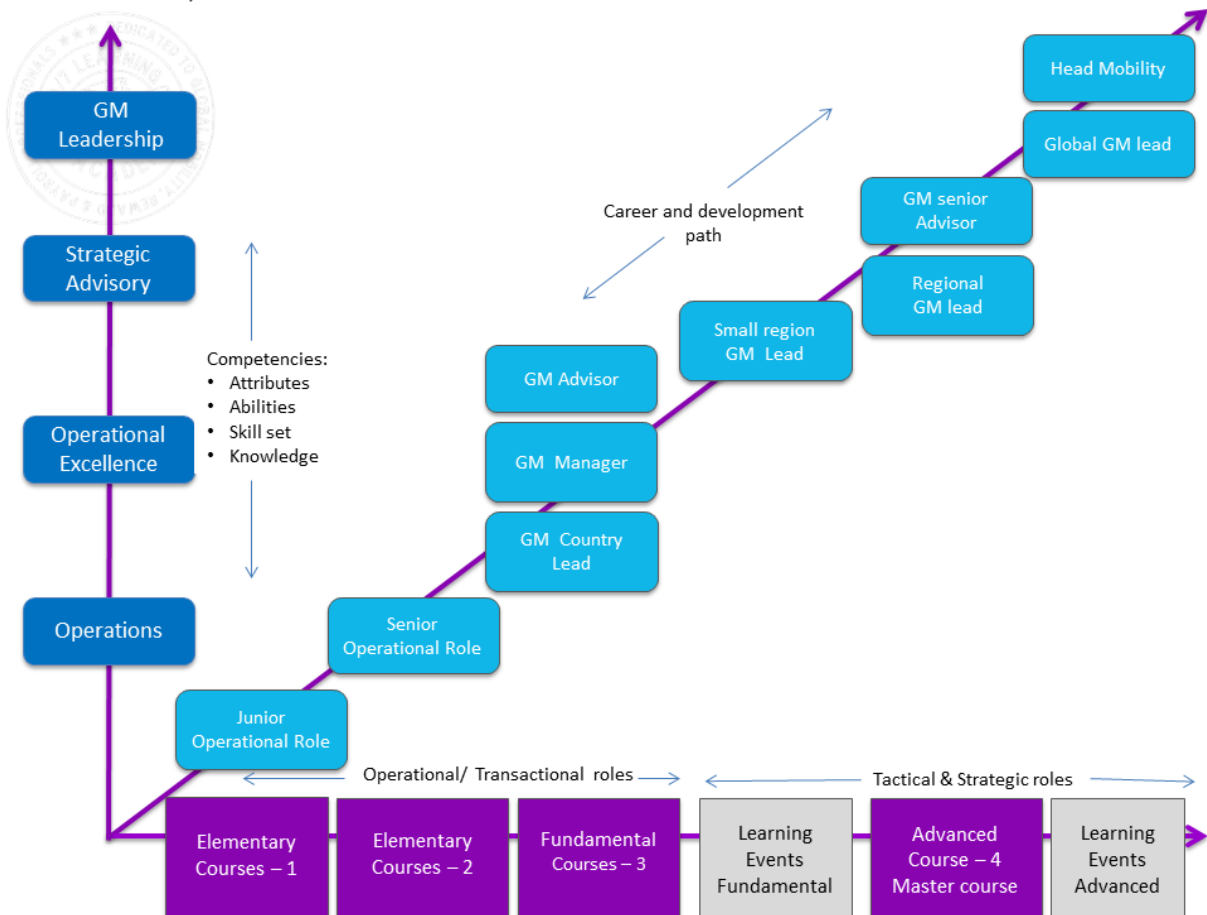 GM
Leadership
Strategic
Advisory
Operational
Excellence
Operations
Competencies:
• Attributes
• Abilities
• Skill set
• Knowledge
Career and development
path
Head Mobility
Global GM lead
GM senior
Advisor
Regional
GM lead
Small region
GM Lead
GM Advisor
GM Manager
GM Country
Lead
Senior
Operational Role
Junior
Operational Role
Operational/ Transactional roles
Tactical & Strategic roles
Elementary
Courses – 1
Elementary
Courses – 2
Fundamental
Courses – 3
Learning
Events
Fundamental
Advanced
Course – 4
Master course
Learning
Events
Advanced